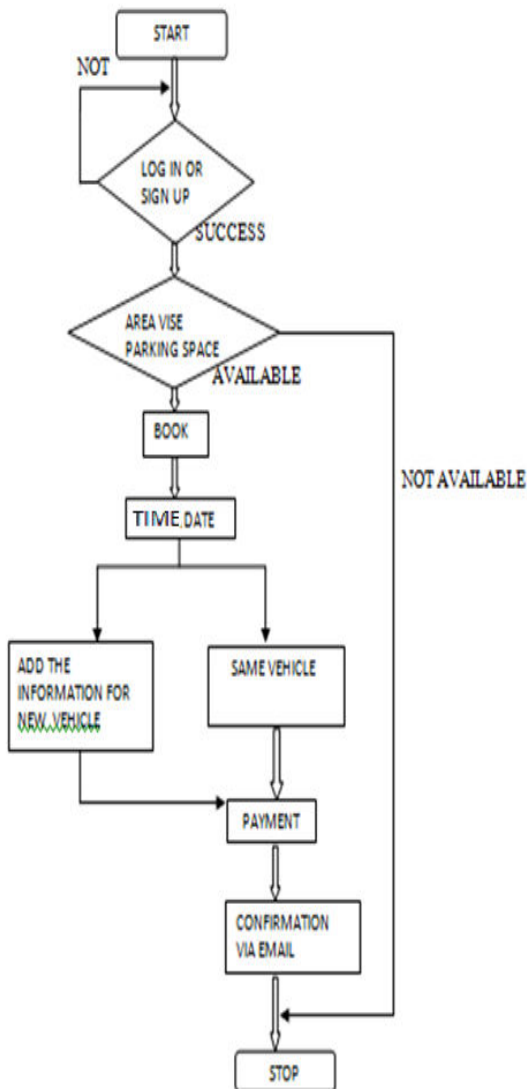 START
NOT
LOG IN OR
SIGN UP
SUCCESS
AREA VISE
PARKING SPACE
AVAILABLE
BOOK
NOT AVAILABLE
TIME, DATE
ADD THE
INFORMATION FOR
NEW VEHICLE
SAME VEHICLE
PAYMENT
CONFIRMATION
VIA EMAIL
STOP